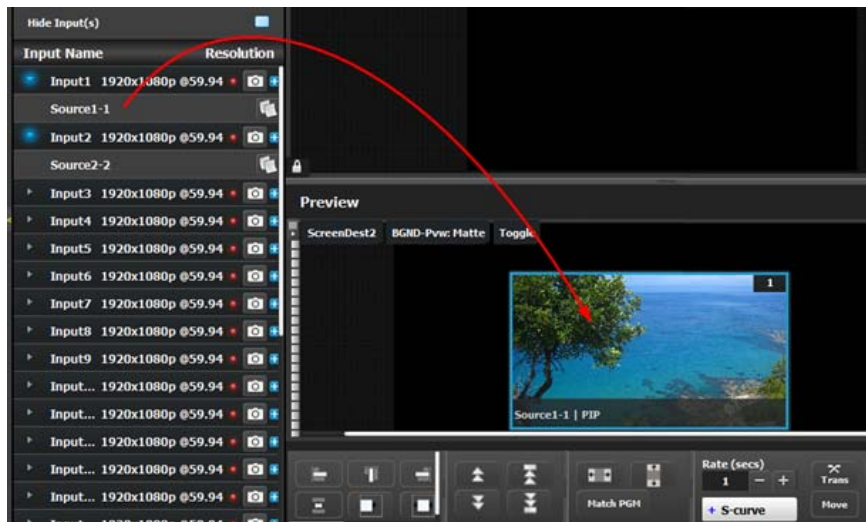 Hide Input(s)
Input Name Resolution
Input1 1920x1080p @59.94
Source1-1
Input2 1920x1080p @59.94
Source2-2
Input3 1920x1080p @59.94
Input4 1920x1080p @59.94
Input5 1920x1080p @59.94
Input6 1920x1080p @59.94
Input7 1920x1080p @59.94
Input8 1920x1080p @59.94
Input9 1920x1080p @59.94
Input... 1920x1080p @59.94
Input... 1920x1080p @59.94
Input... 1920x1080p @59.94
Input... 1920x1080p @59.94
Input... 1920x1080p @59.94
Preview
ScreenDest2 BGND-Pvw: Matte Toggle
1
Source1-1 | PIP
Match PGM
Rate (secs)
1 - +
+ S-curve
Trans
Move